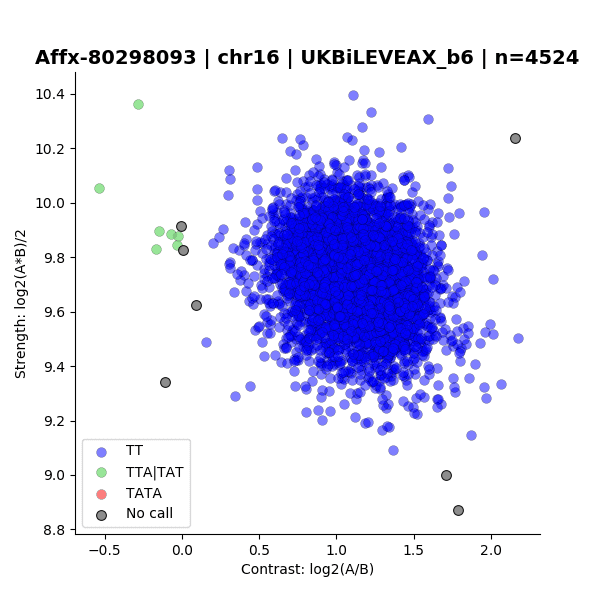 Affx-80298093 | chr16 | UKBiLEVEAX_b6 | n=4524
10.4
10.2
10.0
9.8
9.6
9.4
9.2
9.0
8.8
Strength: log2(A*B)/2
TT
TTA|TAT
TATA
No call
−0.5
0.0
0.5
1.0
1.5
2.0
Contrast: log2(A/B)